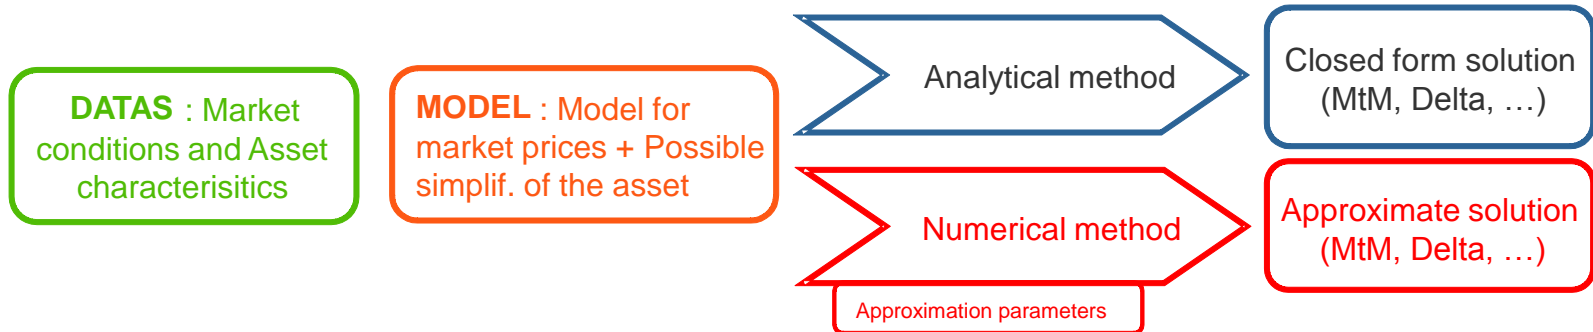 DATAS : Market
conditions and Asset
characterisitics
MODEL : Model for
market prices + Possible
simplif. of the asset
Analytical method
Closed form solution
(MtM, Delta, …)
Numerical method
Approximation parameters
Approximate solution
(MtM, Delta, …)